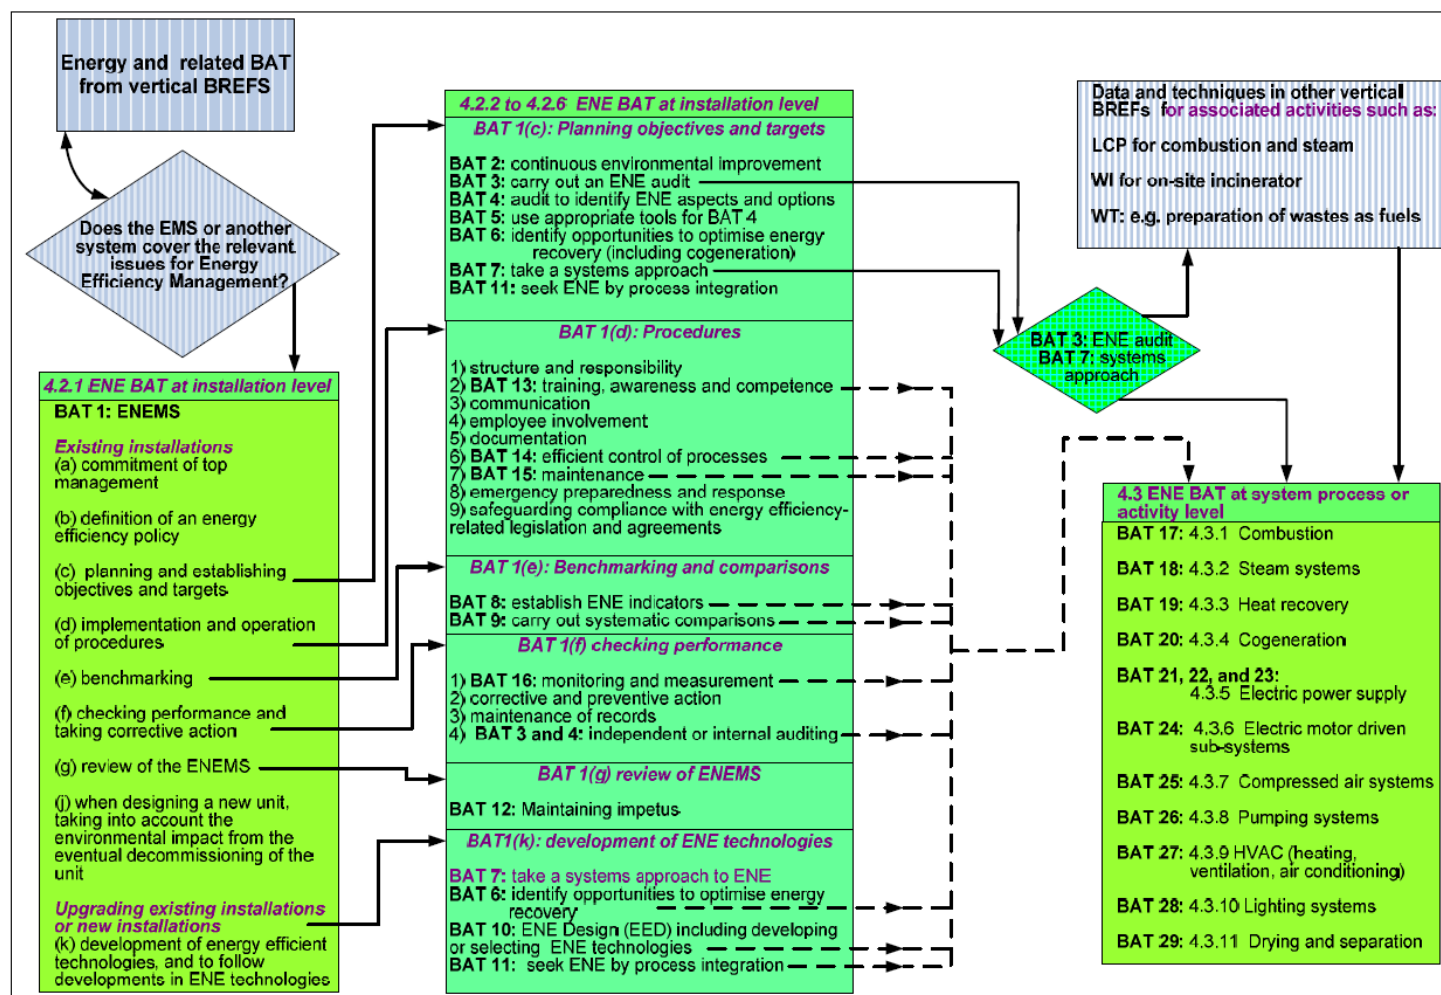 Energy and related BAT
from vertical BREFS
Does the EMS or another
system cover the relevant
issues for Energy
Efficiency Management?
4.2.1 ENE BAT at installation level
BAT 1: ENEMS
Existing installations
(a) commitment of top
management
(b) definition of an energy
efficiency policy
(c) planning and establishing
objectives and targets
(d) implementation and operation
of procedures
(e) benchmarking
(f) checking performance and
taking corrective action
(g) review of the ENEMS
(j) when designing a new unit,
taking into account the
environmental impact from the
eventual decommissioning of the
unit
Upgrading existing installations
or new installations
(k) development of energy efficient
technologies, and to follow
developments in ENE technologies
4.2.2 to 4.2.6 ENE BAT at installation level
BAT 1(c): Planning objectives and targets
BAT 2: continuous environmental improvement
BAT 3: carry out an ENE audit
BAT 4: audit to identify ENE aspects and options
BAT 5: use appropriate tools for BAT 4
BAT 6: identify opportunities to optimise energy
recovery (including cogeneration)
BAT 7: take a systems approach
BAT 11: seek ENE by process integration
BAT 1(d): Procedures
1) structure and responsibility
2) BAT 13: training, awareness and competence
3) communication
4) employee involvement
5) documentation
6) BAT 14: efficient control of processes
7) BAT 15: maintenance
8) emergency preparedness and response
9) safeguarding compliance with energy efficiency-
related legislation and agreements
BAT 1(e): Benchmarking and comparisons
BAT 8: establish ENE indicators
BAT 9: carry out systematic comparisons
BAT 1(f) checking performance
1) BAT 16: monitoring and measurement
2) corrective and preventive action
3) maintenance of records
4) BAT 3 and 4: independent or internal auditing
BAT 1(g) review of ENEMS
BAT 12: Maintaining impetus
BAT1(k): development of ENE technologies
BAT 7: take a systems approach to ENE
BAT 6: identify opportunities to optimise energy
recovery
BAT 10: ENE Design (EED) including developing
or selecting ENE technologies
BAT 11: seek ENE by process integration
Data and techniques in other vertical
BREFs for associated activities such as:
LCP for combustion and steam
WI for on-site incinerator
WT: e.g. preparation of wastes as fuels
BAT 3: ENE audit
BAT 7: systems
approach
4.3 ENE BAT at system process or
activity level
BAT 17: 4.3.1 Combustion
BAT 18: 4.3.2 Steam systems
BAT 19: 4.3.3 Heat recovery
BAT 20: 4.3.4 Cogeneration
BAT 21, 22, and 23:
4.3.5 Electric power supply
BAT 24: 4.3.6 Electric motor driven
sub-systems
BAT 25: 4.3.7 Compressed air systems
BAT 26: 4.3.8 Pumping systems
BAT 27: 4.3.9 HVAC (heating,
ventilation, air conditioning)
BAT 28: 4.3.10 Lighting systems
BAT 29: 4.3.11 Drying and separation